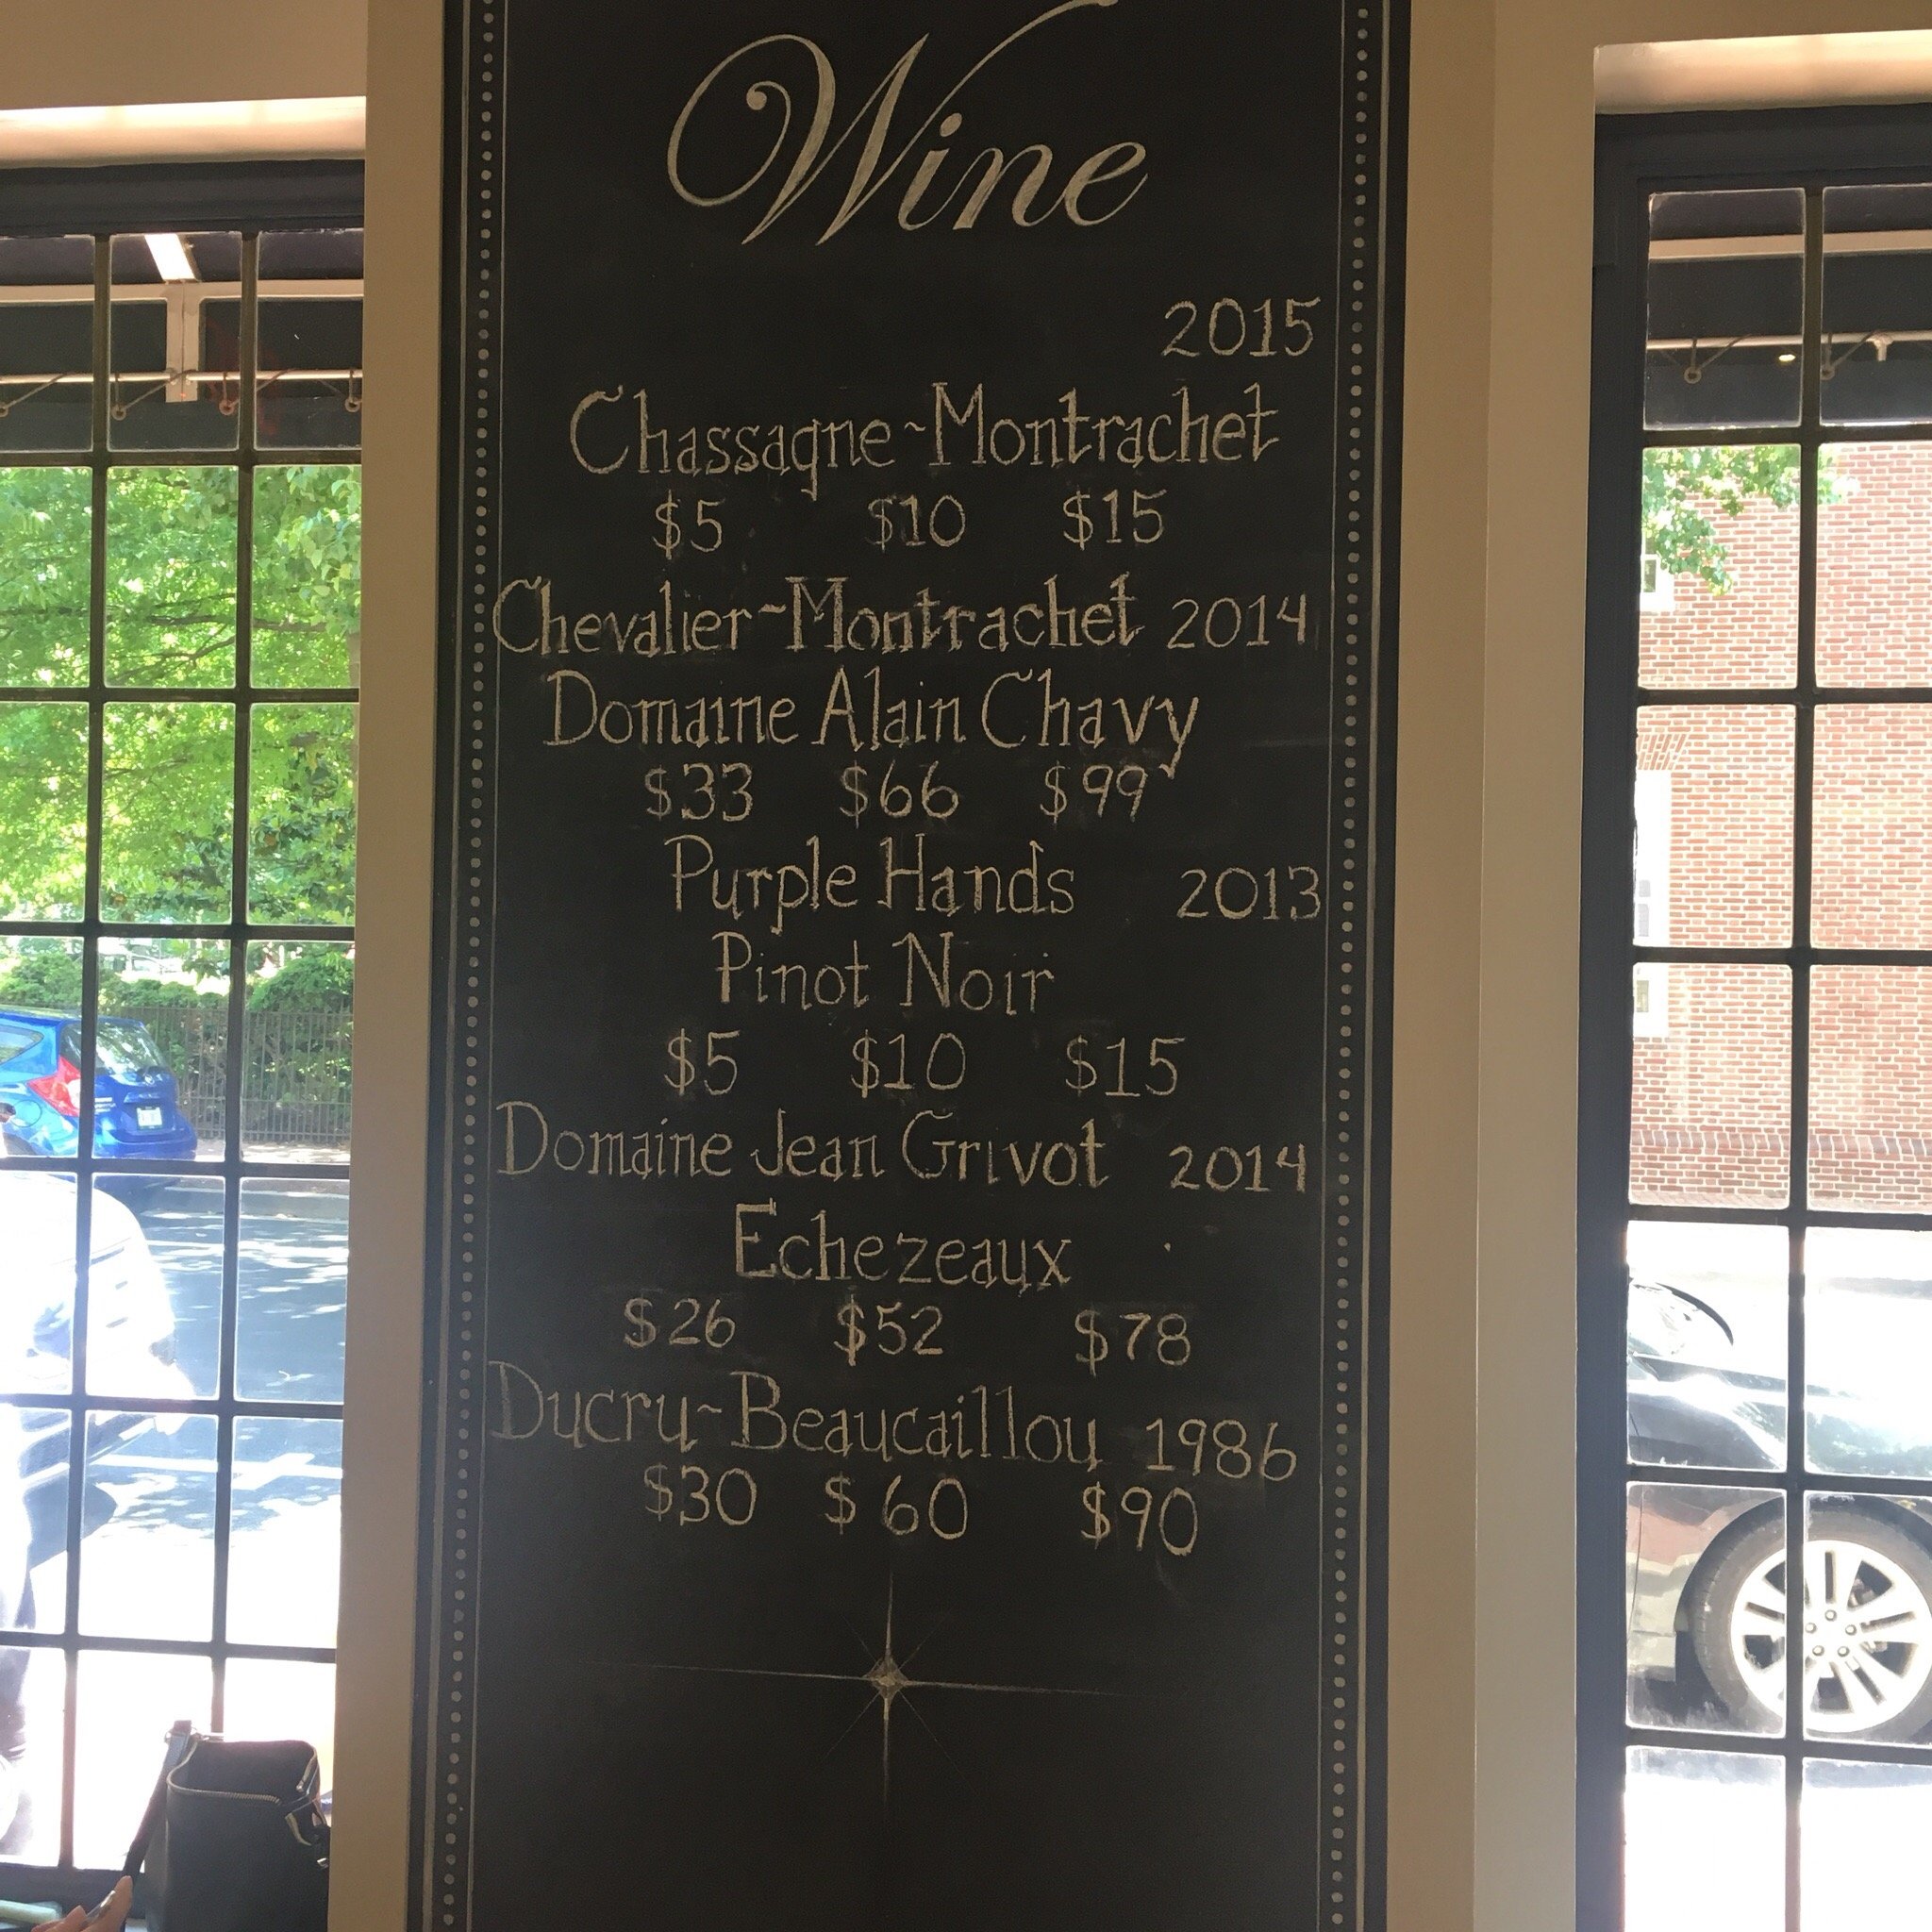 Wine
2015
Chassagne~Montrachet
$5 $10 $15
Chevalier~Montrachet 2014
Domaine Alain Chavy
$33 $66 $99
Purple Hands 2013
Pinot Noir
$5 $10 $15
Domaine Jean Grivot 2014
Echezeaux
$26 $52 $78
Ducru~Beaucaillou 1986
$30 $60 $90